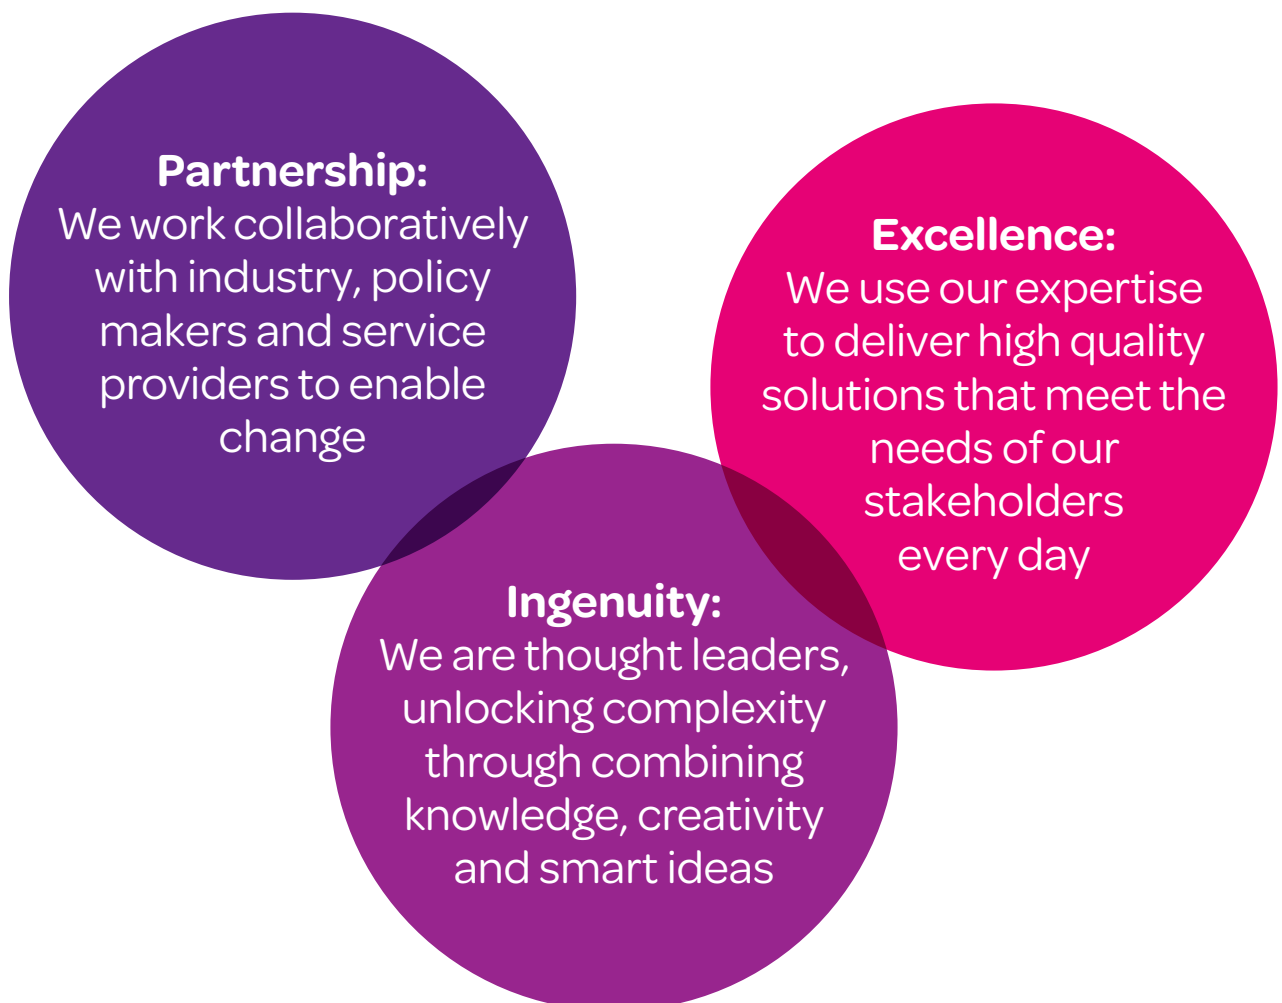 Partnership:
We work collaboratively
with industry, policy
makers and service
providers to enable
change
Excellence:
We use our expertise
to deliver high quality
solutions that meet the
needs of our
stakeholders
every day
Ingenuity:
We are thought leaders,
unlocking complexity
through combining
knowledge, creativity
and smart ideas